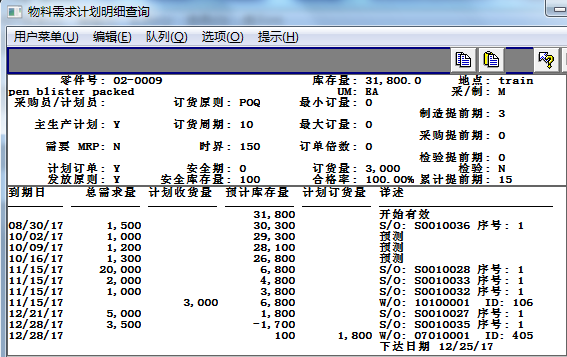 物料需求计划明细查询
用户菜单(U) 编辑(E) 队列(Q) 选项(O) 提示(H)
零件号: 02-0009 库存量: 31,800.0 地点: train
pen blister packed UM: EA 采/制: M
采购员/计划员: 订货原则: POQ 最小订量: 0
制造提前期: 3
主生产计划: Y 订货周期: 10 最大订量: 0
采购提前期: 0
需要 MRP: N 时界: 150 订单倍数: 0
检验提前期: 0
计划订单: Y 安全期: 0 订货量: 3,000 检验: N
发放原则: Y 安全库存量: 100 合格率: 100.00% 累计提前期: 15
到期日 总需求量 计划收货量 预计库存量 计划订货量 详述
31,800 开始有效
08/30/17 1,500 30,300 S/O: S0010036 序号: 1
10/02/17 1,000 29,300 预测
10/09/17 1,200 28,100 预测
10/16/17 1,300 26,800 预测
11/15/17 20,000 6,800 S/O: S0010028 序号: 1
11/15/17 2,000 4,800 S/O: S0010033 序号: 1
11/15/17 1,000 3,800 S/O: S0010032 序号: 1
11/15/17 3,000 6,800 W/O: 10100001 ID: 106
12/21/17 5,000 1,800 S/O: S0010027 序号: 1
12/28/17 3,500 -1,700 S/O: S0010035 序号: 1
12/28/17 100 1,800 W/O: 07010001 ID: 405
下达日期 12/25/17